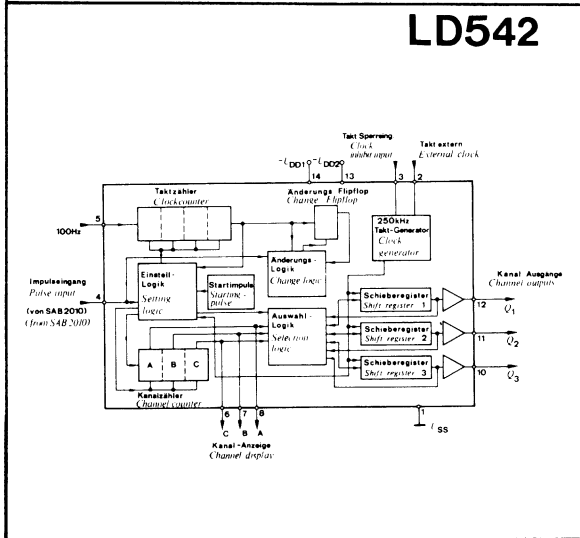 LD542
Takt Sperreing.
Clock
inhibit input
Takt extern
External clock
-U DD1
-U DD2
14
13
3
2
Taktzähler
Clockcounter
Änderungs Flipflop
Change Flipflop
5
100Hz
250kHz
Takt-Generator
Clock
generator
Änderungs-
Logik
Change logic
Einstell-
Logik
Setting
logic
Startimpuls
Starting-
pulse
Impulseingang
Pulse input
4
(von SAB 2010)
(from SAB 2010)
Kanal Ausgänge
Channel outputs
Schieberegister
Shift register 1
12
Q1
Auswahl-
Logik
Selection
logic
Schieberegister
Shift register 2
11
Q2
Schieberegister
Shift register 3
10
Q3
A B C
Kanalzähler
Channel counter
6 7 8
C B A
Kanal-Anzeige
Channel display
1
SS